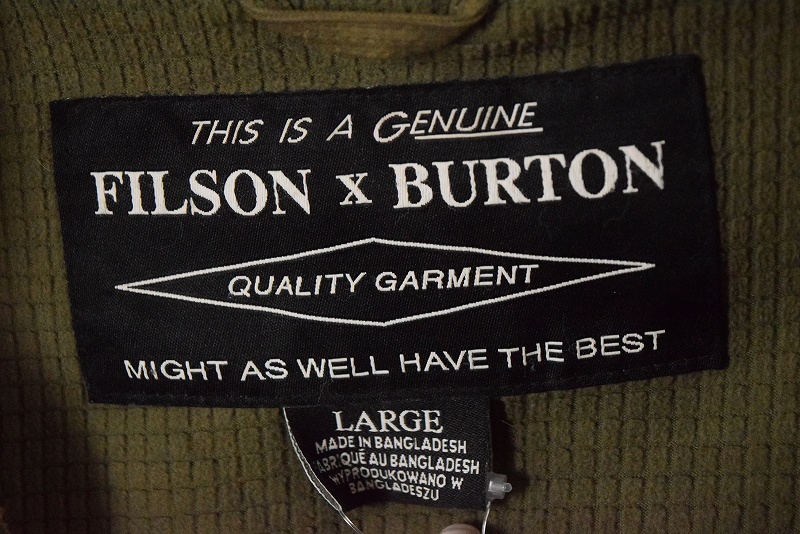 THIS IS A GENUINE
FILSON X BURTON
QUALITY GARMENT
MIGHT AS WELL HAVE THE BEST
LARGE
MADE IN BANGLADESH
ABRIQUÉ AU BANGLADESH
WYPRODUKOWANO W
BANGLADESZU